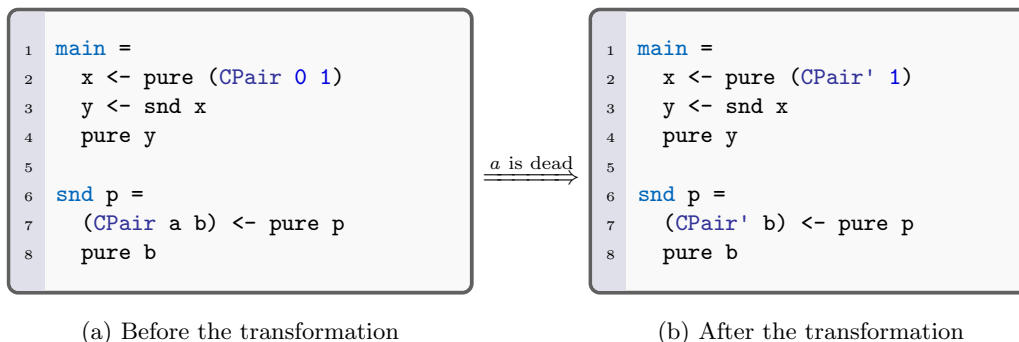 1 main =
2 x <- pure (CPair 0 1)
3 y <- snd x
4 pure y
5
6 snd p =
7 (CPair a b) <- pure p
8 pure b
(a) Before the transformation
a is dead
1 main =
2 x <- pure (CPair' 1)
3 y <- snd x
4 pure y
5
6 snd p =
7 (CPair' b) <- pure p
8 pure b
(b) After the transformation